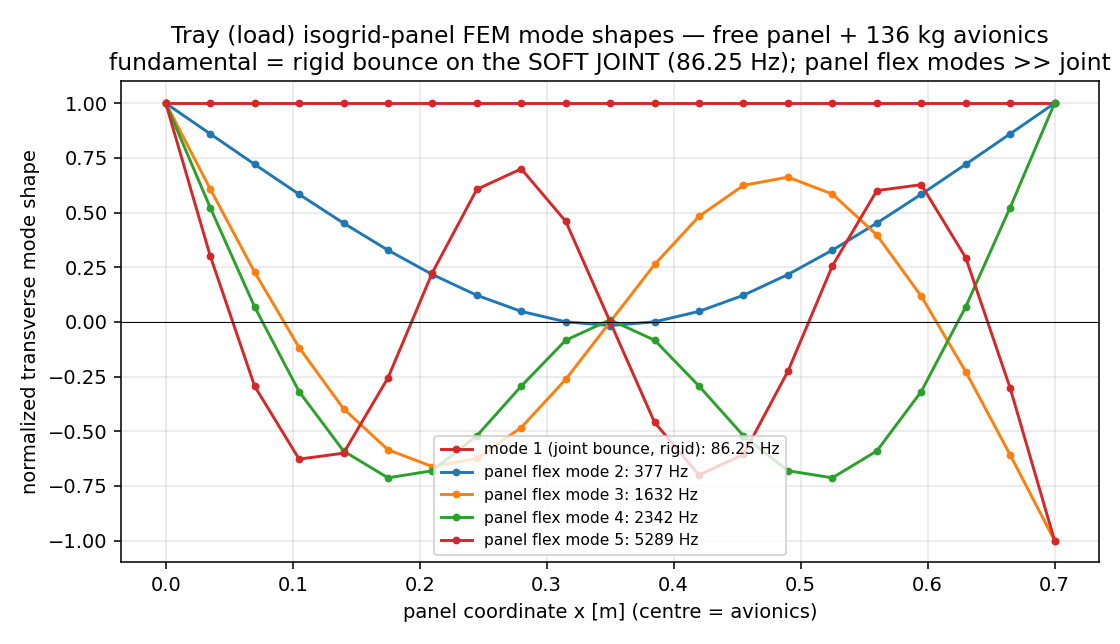 Tray (load) isogrid-panel FEM mode shapes — free panel + 136 kg avionics
fundamental = rigid bounce on the SOFT JOINT (86.25 Hz); panel flex modes >> joint
normalized transverse mode shape
1.00
0.75
0.50
0.25
0.00
−0.25
−0.50
−0.75
−1.00
mode 1 (joint bounce, rigid): 86.25 Hz
panel flex mode 2: 377 Hz
panel flex mode 3: 1632 Hz
panel flex mode 4: 2342 Hz
panel flex mode 5: 5289 Hz
0.0 0.1 0.2 0.3 0.4 0.5 0.6 0.7
panel coordinate x [m] (centre = avionics)